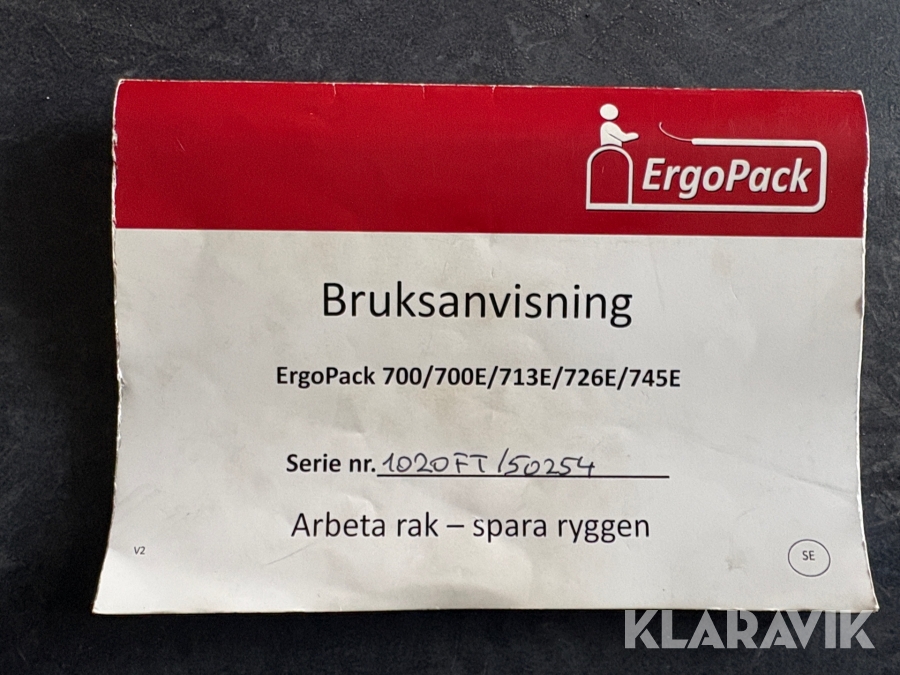 ErgoPack
Bruksanvisning
ErgoPack 700/700E/713E/726E/745E
Serie nr. 1020FT/50254
Arbeta rak – spara ryggen
V2
SE
KLARAVIK